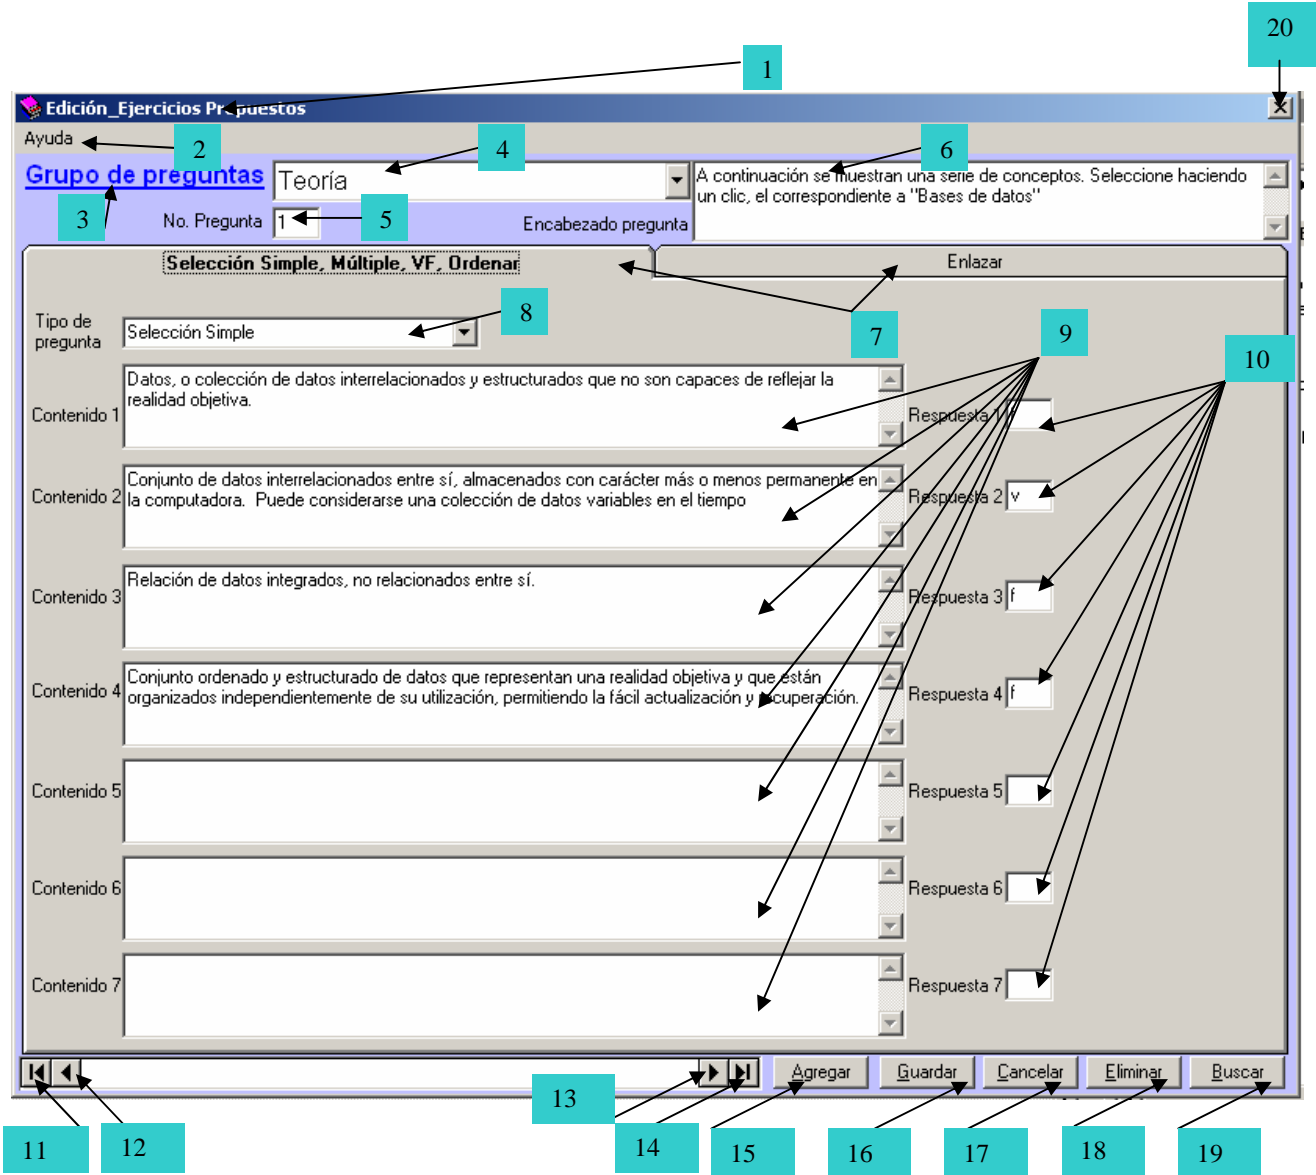 20
1
Edición_Ejercicios Propuestos
Ayuda
2
4
6
Grupo de preguntas
Teoría
A continuación se muestran una serie de conceptos. Seleccione haciendo
un clic, el correspondiente a "Bases de datos"
3
No. Pregunta
1
5
Encabezado pregunta
Selección Simple, Múltiple, VF, Ordenar
Enlazar
Tipo de
pregunta
Selección Simple
8
7
9
10
Contenido 1
Datos, o colección de datos interrelacionados y estructurados que no son capaces de reflejar la
realidad objetiva.
Respuesta 1
Contenido 2
Conjunto de datos interrelacionados entre sí, almacenados con carácter más o menos permanente en
la computadora.  Puede considerarse una colección de datos variables en el tiempo
Respuesta 2
v
Contenido 3
Relación de datos integrados, no relacionados entre sí.
Respuesta 3
f
Contenido 4
Conjunto ordenado y estructurado de datos que representan una realidad objetiva y que están
organizados independientemente de su utilización, permitiendo la fácil actualización y recuperación.
Respuesta 4
f
Contenido 5
Respuesta 5
Contenido 6
Respuesta 6
Contenido 7
Respuesta 7
Agregar
Guardar
Cancelar
Eliminar
Buscar
11
12
13
14
15
16
17
18
19